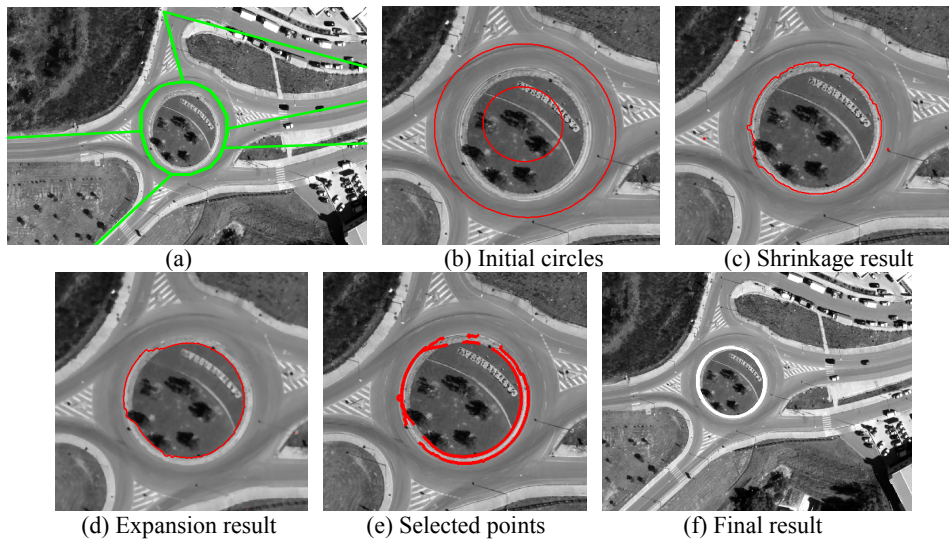 (a)
(b) Initial circles
(c) Shrinkage result
(d) Expansion result
(e) Selected points
(f) Final result